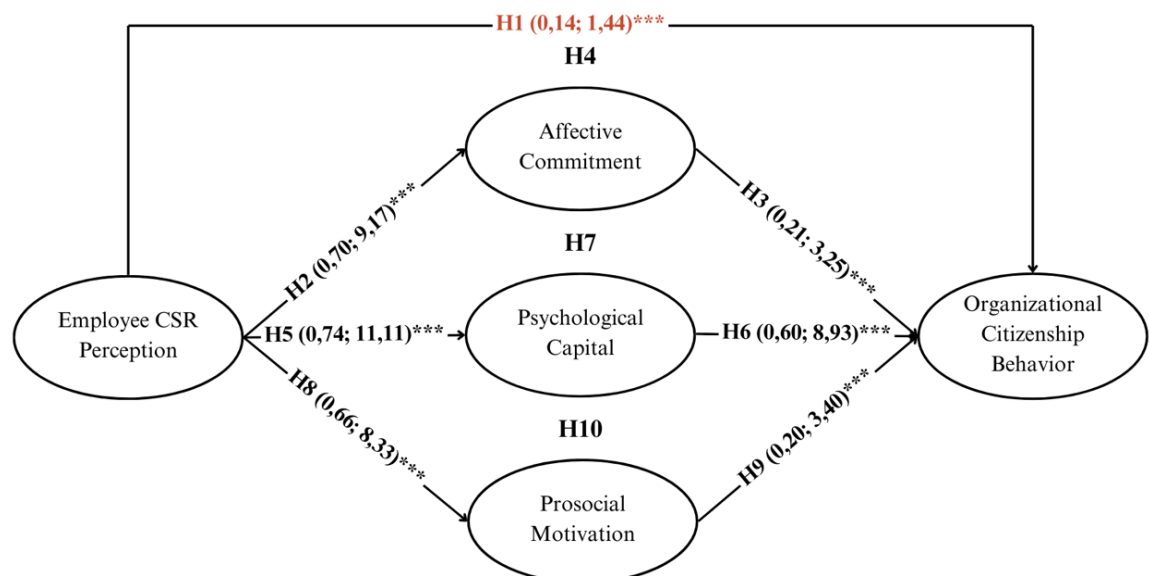 H1 (0,14; 1,44)***
H4
Affective
Commitment
H2 (0,70; 9,17)***
H3 (0,21; 3,25)***
H7
Employee CSR
Perception
H5 (0,74; 11,11)***
Psychological
Capital
H6 (0,60; 8,93)***
Organizational
Citizenship
Behavior
H8 (0,66; 8,33)***
H9 (0,20; 3,40)***
H10
Prosocial
Motivation